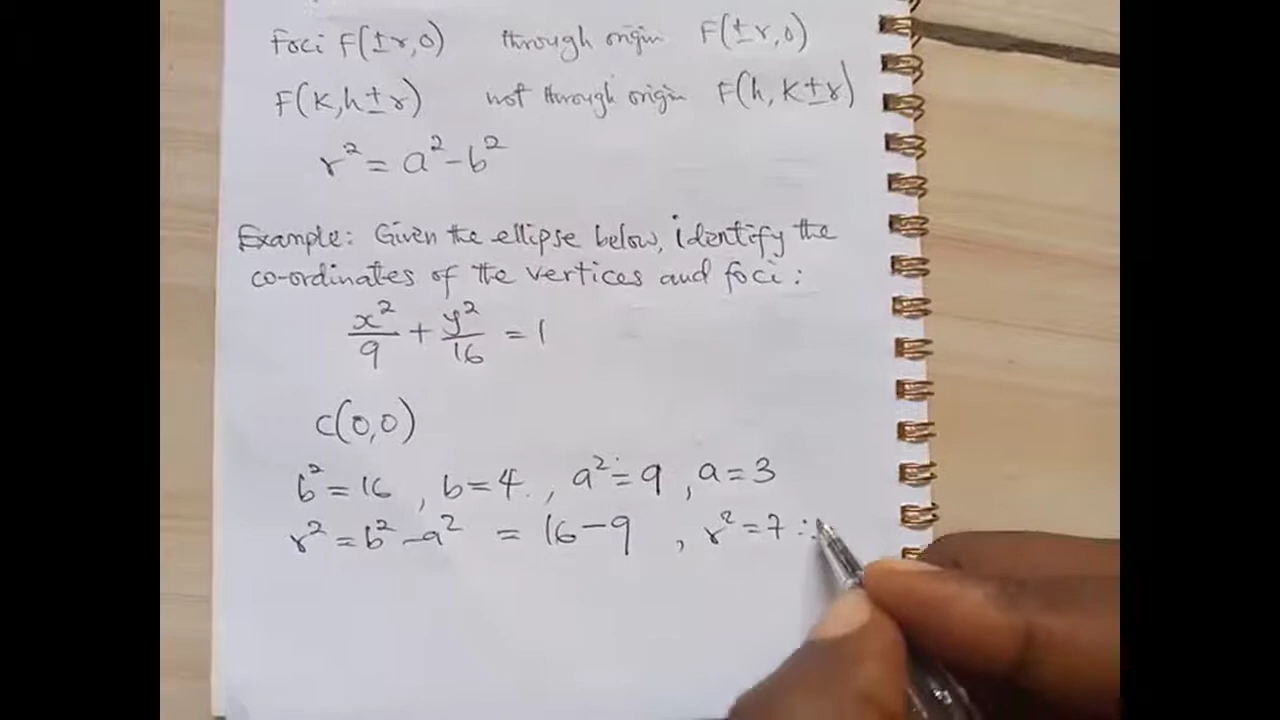 Foci F(±r,0) through origin F(±r,0)
F(K,h±r) not through origin F(h,K±r)
r² = a² - b²
Example: Given the ellipse below, identify the
co-ordinates of the vertices and foci:
x²/9 + y²/16 = 1
C(0,0)
b² = 16 , b = 4 , a² = 9 , a = 3
r² = b² - a² = 16 - 9 , r² = 7 ∴